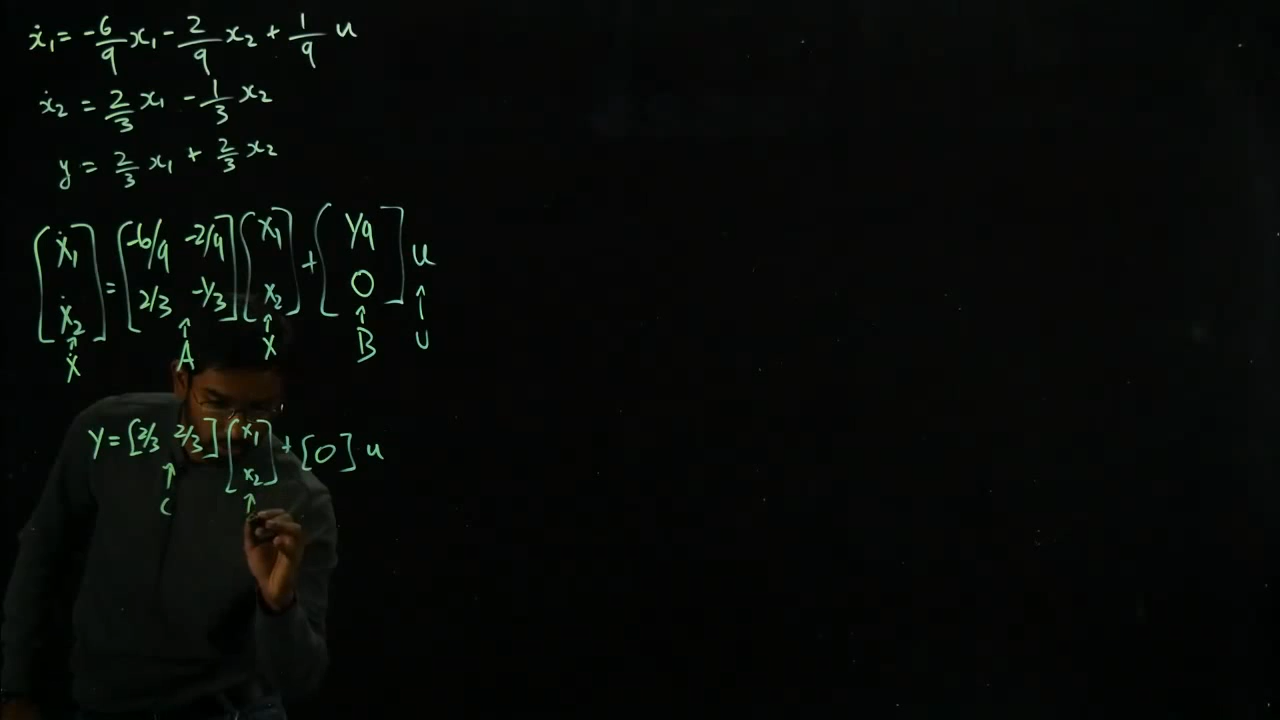 ẋ₁ = -6/9 x₁ - 2/9 x₂ + 1/9 u
ẋ₂ = 2/3 x₁ - 1/3 x₂
y = 2/3 x₁ + 2/3 x₂
[ẋ₁ ẋ₂] = [-6/9 -2/9 2/3 -1/3] [x₁ x₂] + [1/9 0] u
↑ Ẋ ↑ A ↑ X ↑ B ↑ U
Y = [2/3 2/3] [x₁ x₂] + [0] u
↑ C ↑